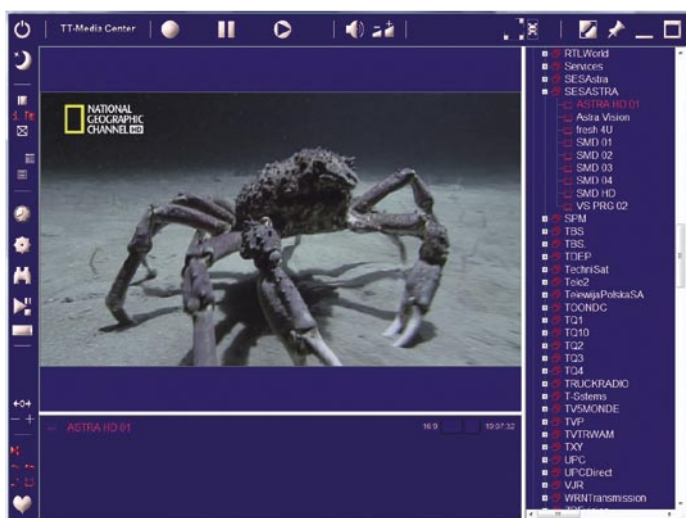 TT-Media Center
NATIONAL
GEOGRAPHIC
CHANNEL HD
ASTRA HD 01
16:9
19:07:32
RTLWorld
Services
SESAstra
SESASTRA
ASTRA HD 01
Astra Vision
fresh 4U
SMD 01
SMD 02
SMD 03
SMD 04
SMD HD
VS PRG 02
SPM
TBS
TBS.
TDEP
TechniSat
Tele2
TelewijaPolskaSA
TOONDC
TQ1
TQ10
TQ2
TQ3
TQ4
TRUCKRADIO
T-Sstems
TV5MONDE
TVP
TVTRWAM
TXY
UPC
UPCDirect
VJR
WRNTransmission